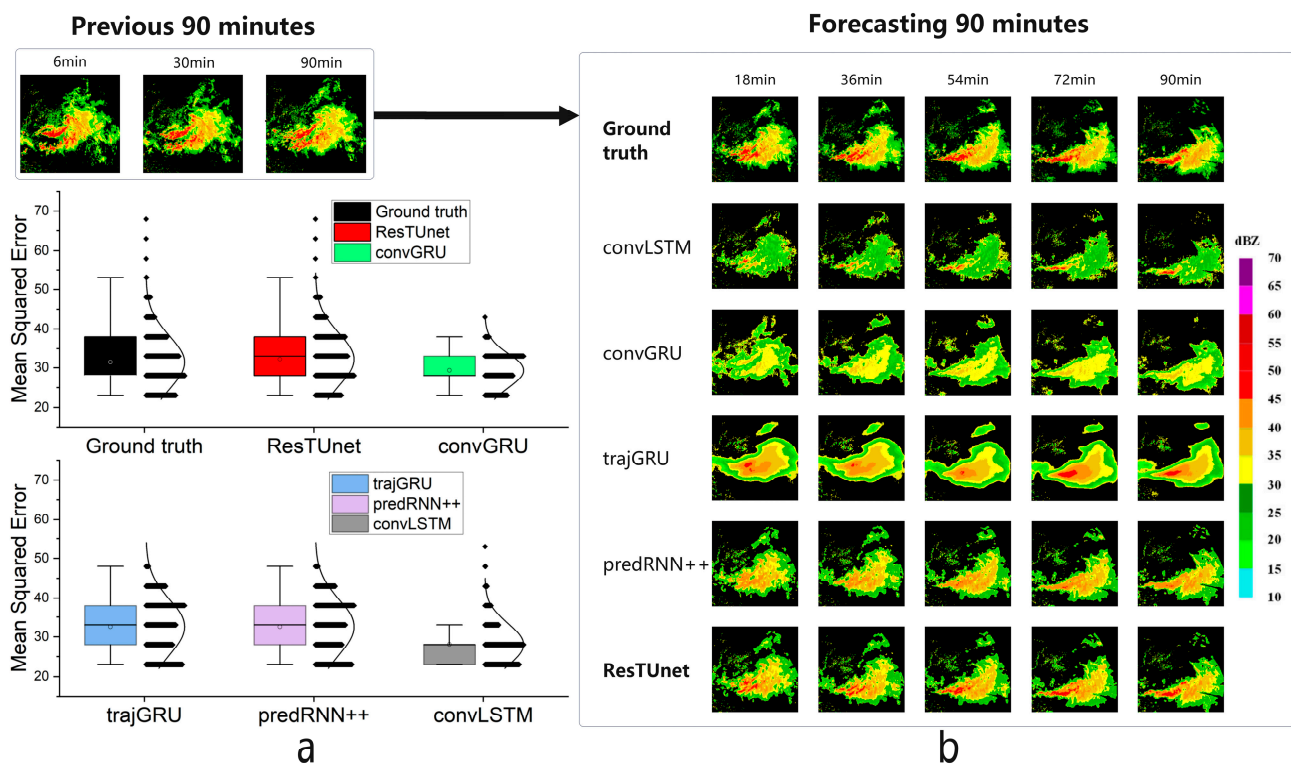 Previous 90 minutes
Forecasting 90 minutes
6min 30min 90min
18min 36min 54min 72min 90min
Ground
truth
convLSTM
convGRU
trajGRU
predRNN++
ResTUnet
dBZ
70
65
60
55
50
45
40
35
30
25
20
15
10
Mean Squared Error
70
60
50
40
30
20
Ground truth
ResTUnet
convGRU
Ground truth ResTUnet convGRU
Mean Squared Error
70
60
50
40
30
20
trajGRU
predRNN++
convLSTM
trajGRU predRNN++ convLSTM
a
b